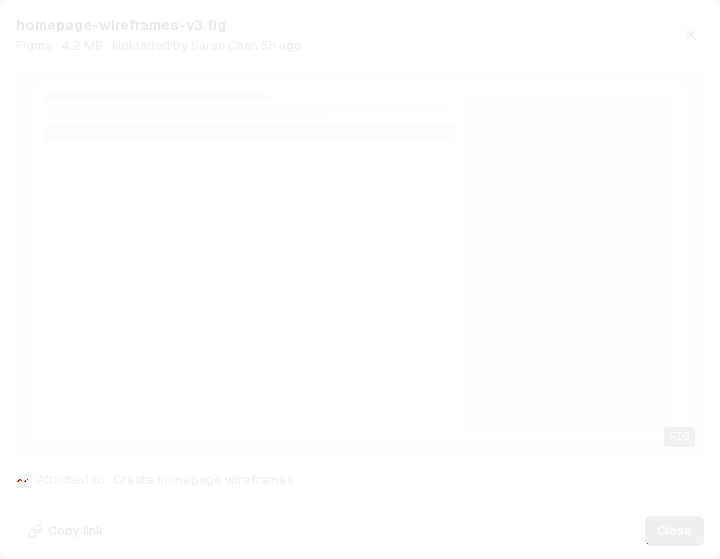 homepage-wireframes-v3.fig
Figma · 4.2 MB · Uploaded by Sarah Chen 5h ago
FIG
Attached to Create homepage wireframes
Copy link
Close